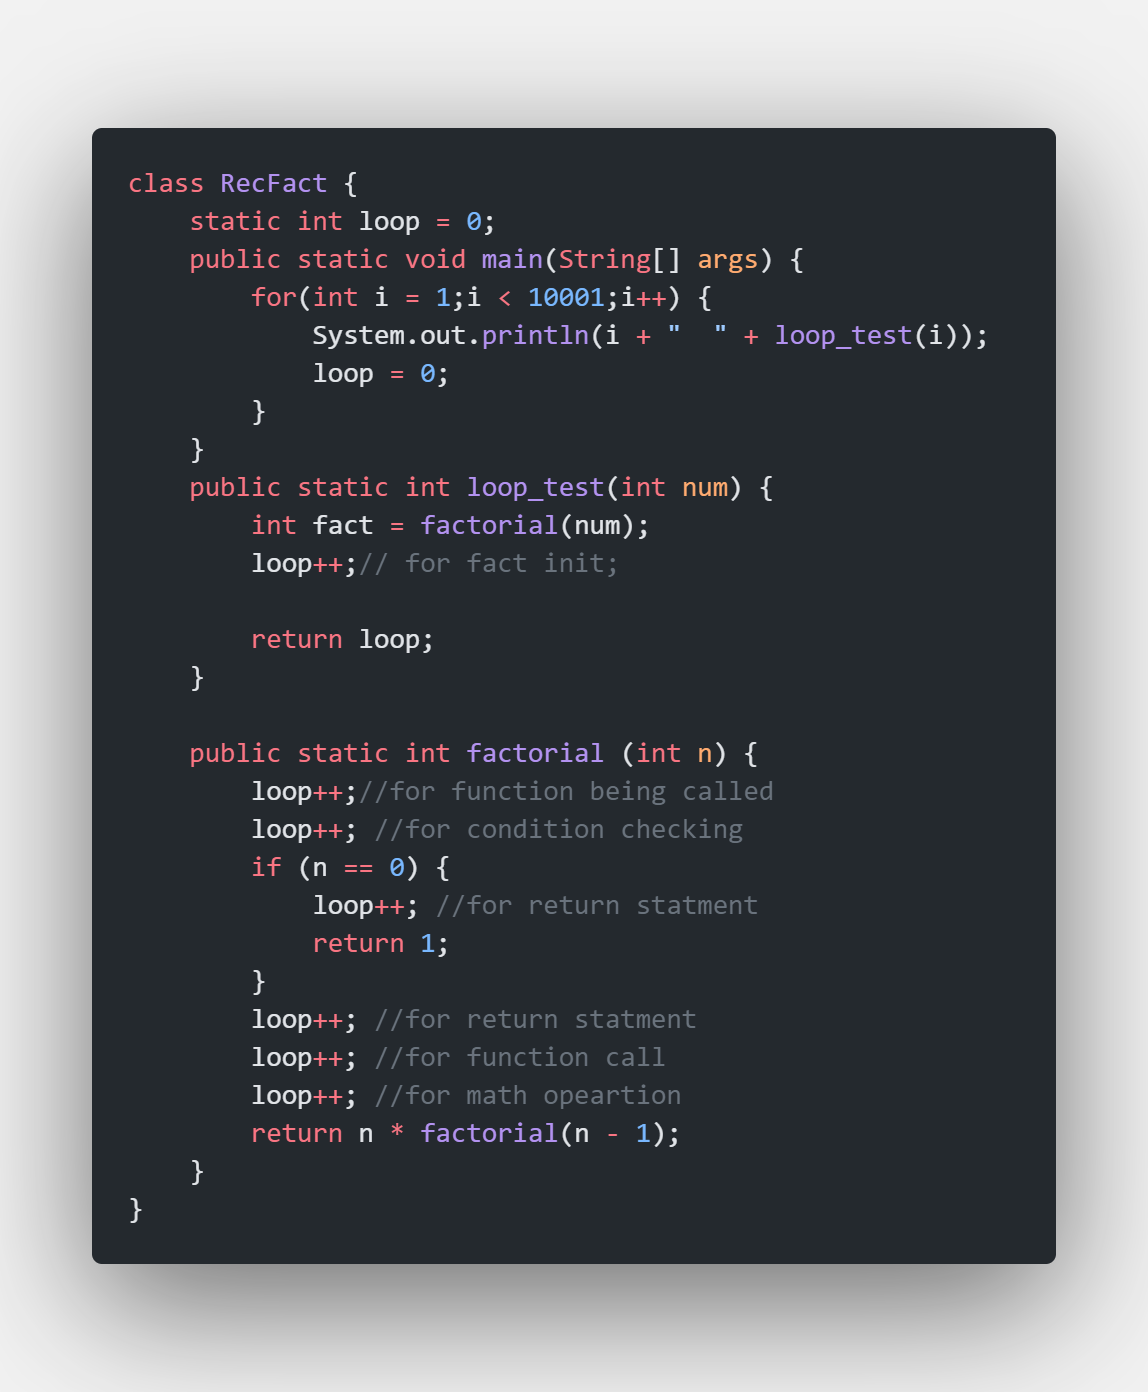 class RecFact {
    static int loop = 0;
    public static void main(String[] args) {
        for(int i = 1;i < 10001;i++) {
            System.out.println(i + "  " + loop_test(i));
            loop = 0;
        }
    }
    public static int loop_test(int num) {
        int fact = factorial(num);
        loop++;// for fact init;

        return loop;
    }

    public static int factorial (int n) {
        loop++;//for function being called
        loop++; //for condition checking
        if (n == 0) {
            loop++; //for return statment
            return 1;
        }
        loop++; //for return statment
        loop++; //for function call
        loop++; //for math opeartion
        return n * factorial(n - 1);
    }
}